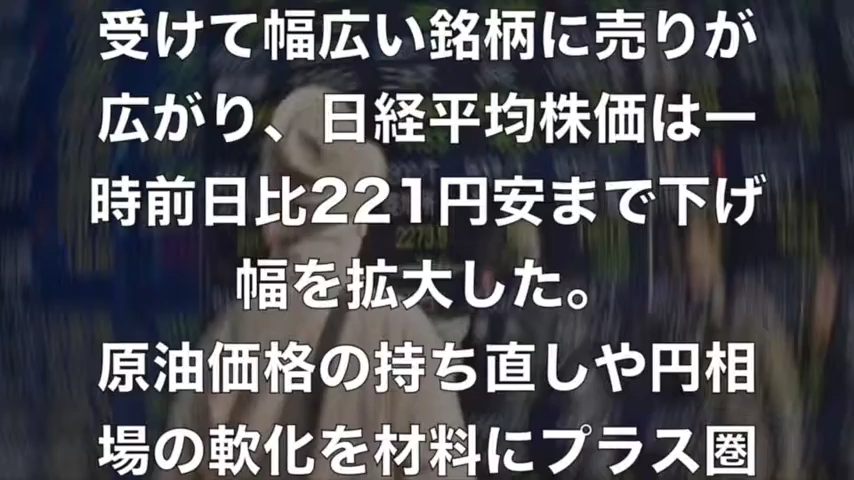 受けて幅広い銘柄に売りが
広がり、日経平均株価は一
時前日比221円安まで下げ
幅を拡大した。
原油価格の持ち直しや円相
場の軟化を材料にプラス圏